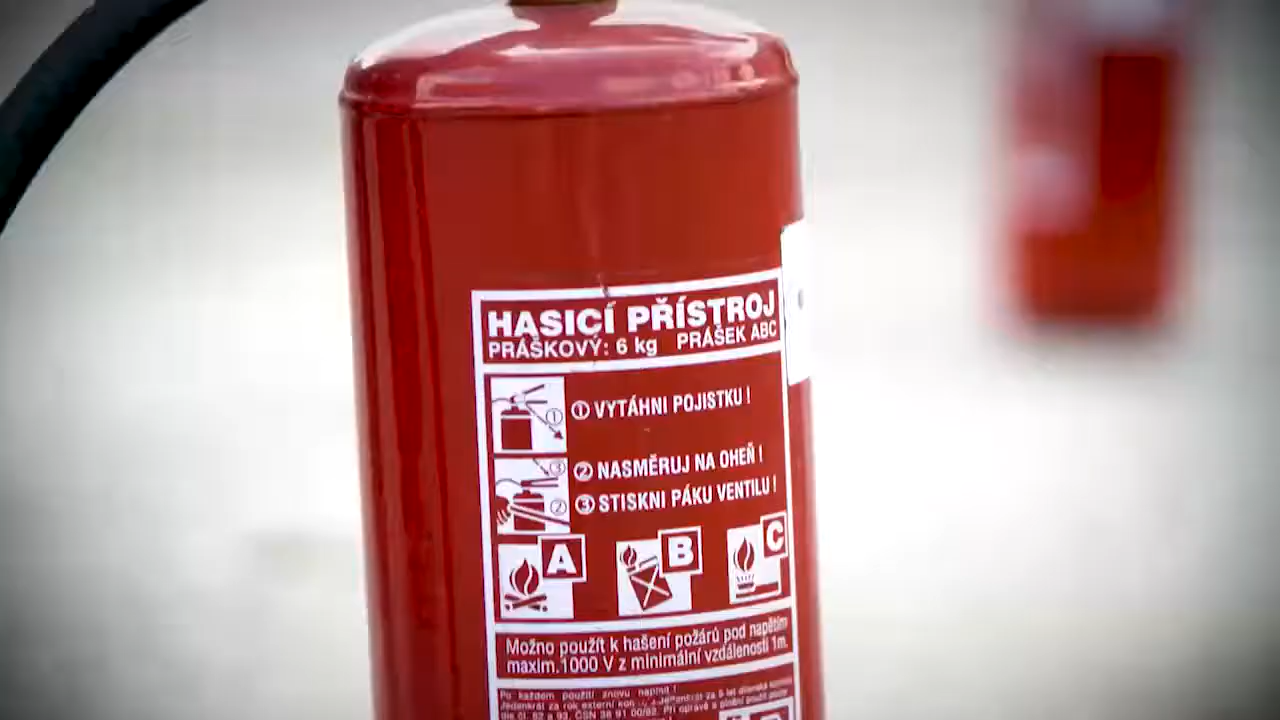 HASICÍ PŘÍSTROJ
PRÁŠKOVÝ: 6 kg PRÁŠEK ABC
① VYTÁHNI POJISTKU !
② NASMĚRUJ NA OHEŇ !
③ STISKNI PÁKU VENTILU !
A B C
Možno použít k hašení požárů pod napětím
maxim.1000 V z minimální vzdálenosti 1m.
Po každem použití znovu naplnit !